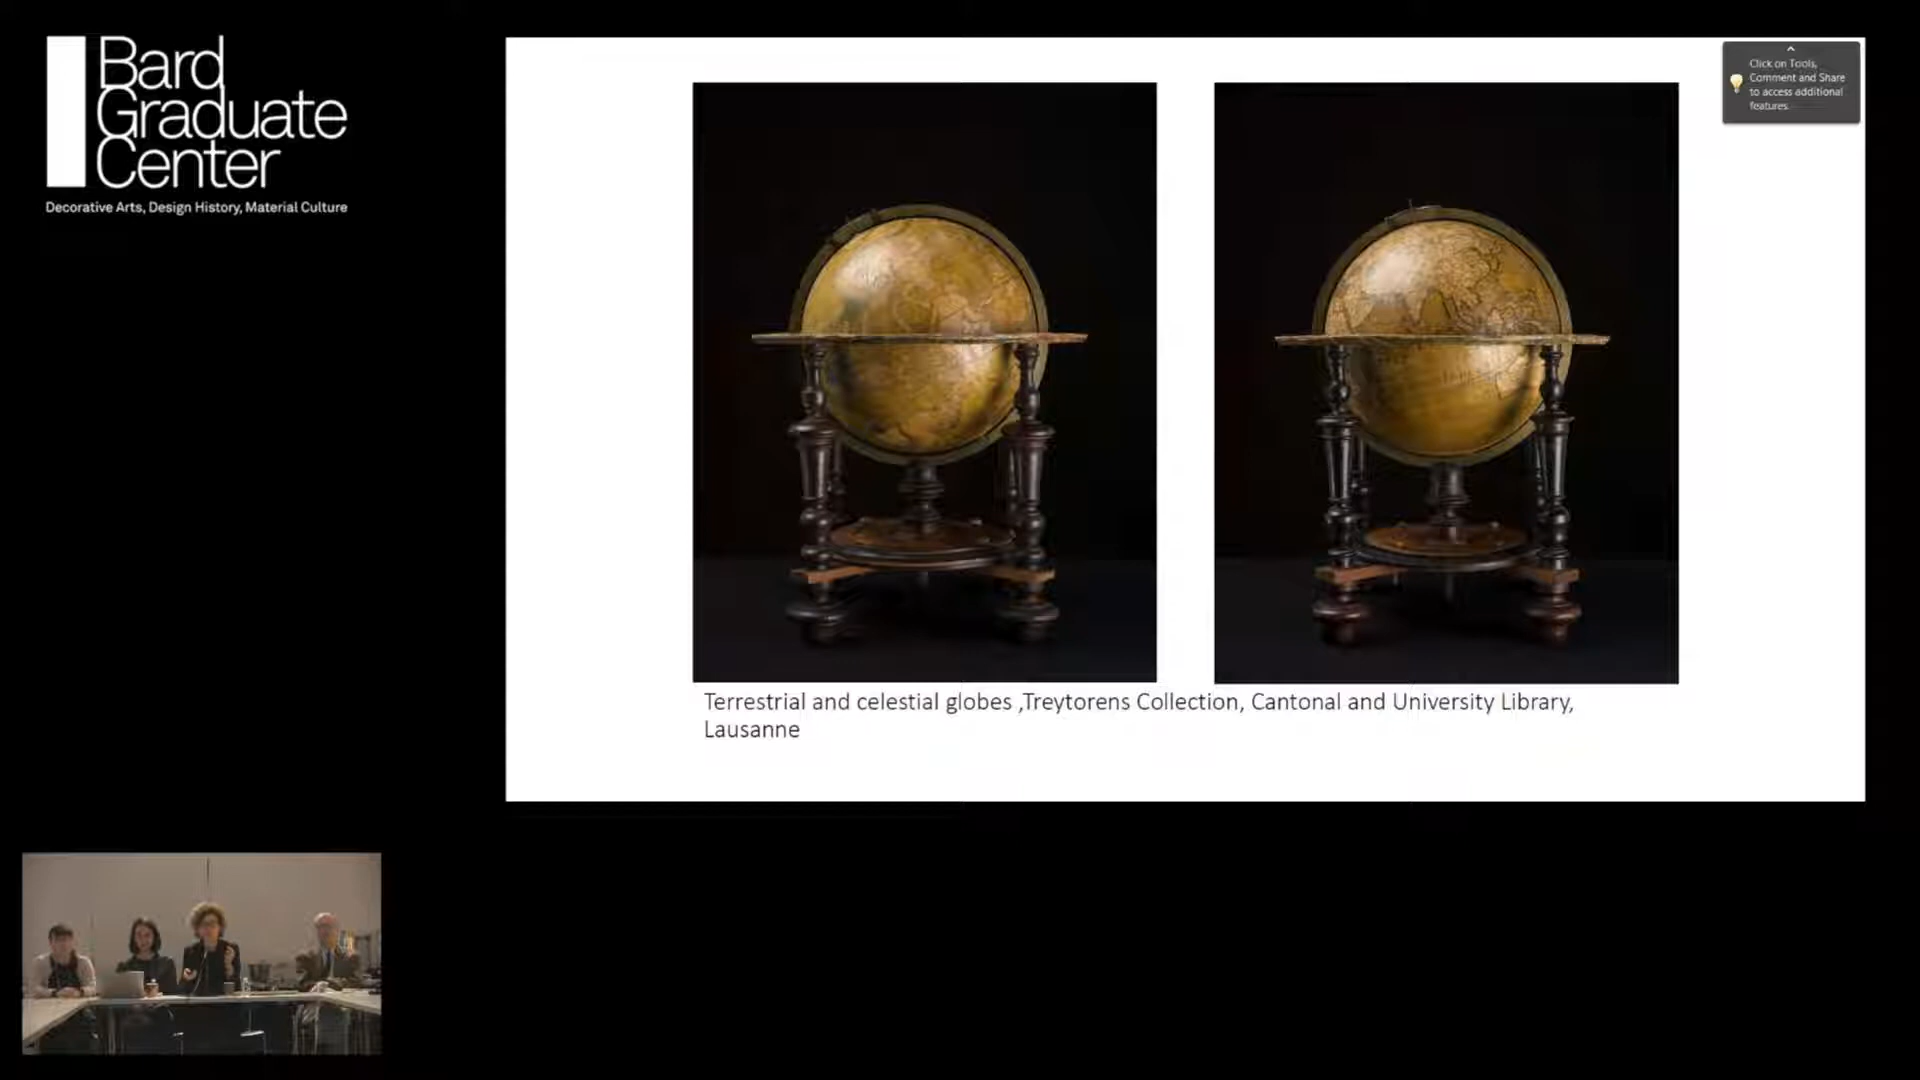 Bard
Graduate
Center
Decorative Arts, Design History, Material Culture
Click on Tools,
Comment and Share
to access additional
features.
Terrestrial and celestial globes ,Treytorens Collection, Cantonal and University Library,
Lausanne